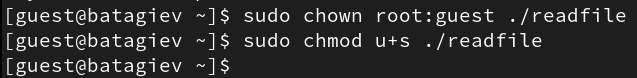 [guest@batagiev ~]$ sudo chown root:guest ./readfile
[guest@batagiev ~]$ sudo chmod u+s ./readfile
[guest@batagiev ~]$